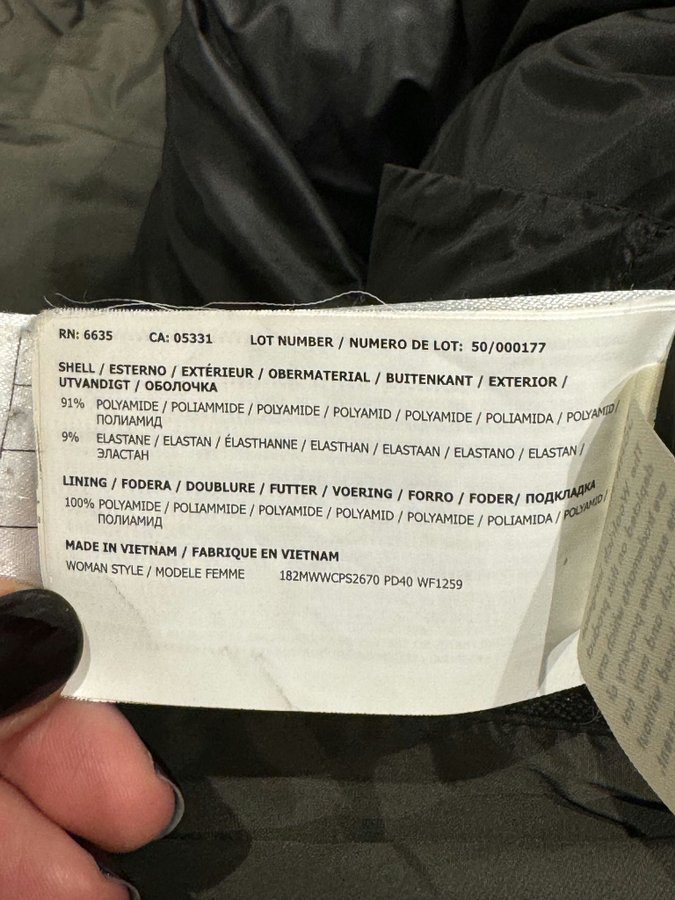 RN: 6635 CA: 05331 LOT NUMBER / NUMERO DE LOT: 50/000177
SHELL / ESTERNO / EXTÉRIEUR / OBERMATERIAL / BUITENKANT / EXTERIOR /
UTVANDIGT / ОБОЛОЧКА
91% POLYAMIDE / POLIAMMIDE / POLYAMIDE / POLYAMID / POLYAMIDE / POLIAMIDA / POLYAMID/
ПОЛИАМИД
9% ELASTANE / ELASTAN / ÉLASTHANNE / ELASTHAN / ELASTAAN / ELASTANO / ELASTAN /
ЭЛАСТАН
LINING / FODERA / DOUBLURE / FUTTER / VOERING / FORRO / FODER/ ПОДКЛАДКА
100% POLYAMIDE / POLIAMMIDE / POLYAMIDE / POLYAMID / POLYAMIDE / POLIAMIDA / POLYAMID /
ПОЛИАМИД
MADE IN VIETNAM / FABRIQUE EN VIETNAM
WOMAN STYLE / MODELE FEMME 182MWWCPS2670 PD40 WF1259